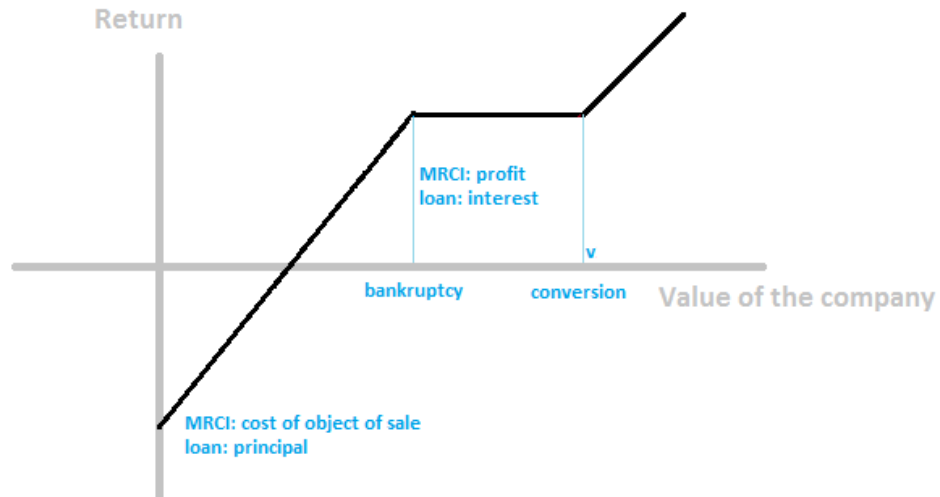 Return
MRCI: profit
loan: interest
v
bankruptcy
conversion
Value of the company
MRCI: cost of object of sale
loan: principal